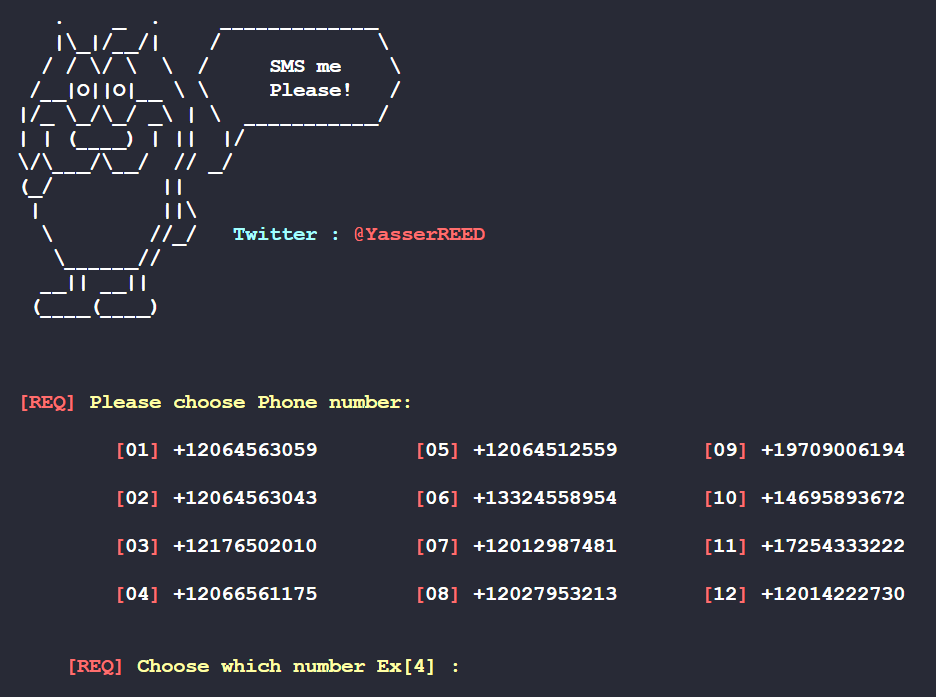 SMS me
Please!
Twitter : @YasserREED
[REQ] Please choose Phone number:
[01] +12064563059 [05] +12064512559 [09] +19709006194
[02] +12064563043 [06] +13324558954 [10] +14695893672
[03] +12176502010 [07] +12012987481 [11] +17254333222
[04] +12066561175 [08] +12027953213 [12] +12014222730
[REQ] Choose which number Ex[4] :